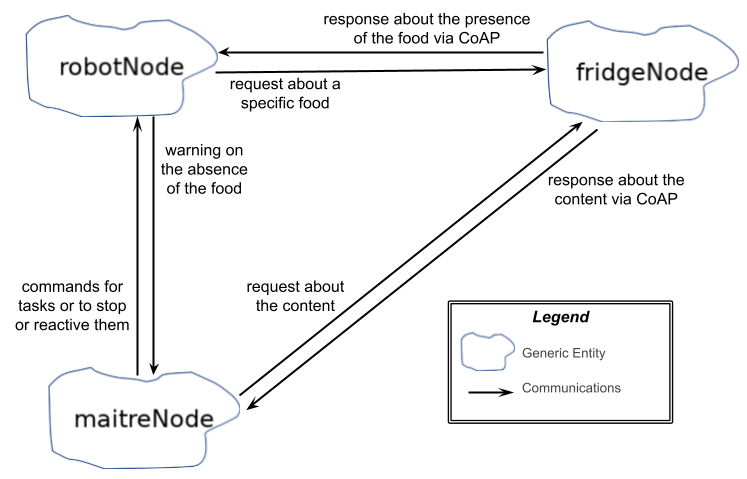 response about the presence
of the food via CoAP
robotNode
fridgeNode
request about a
specific food
warning on
the absence
of the food
response about the
content via CoAP
commands for
tasks or to stop
or reactive them
request about
the content
Legend
Generic Entity
Communications
maitreNode